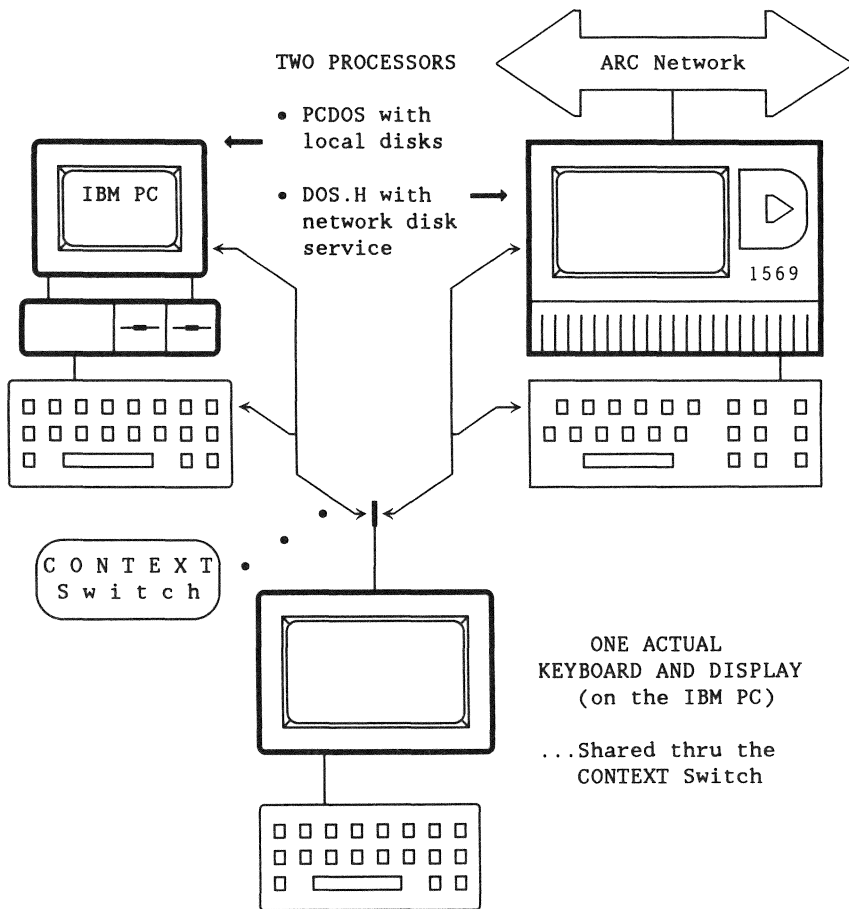 TWO PROCESSORS
ARC Network
• PCDOS with
local disks
IBM PC
• DOS.H with
network disk
service
1569
C O N T E X T
S w i t c h
ONE ACTUAL
KEYBOARD AND DISPLAY
(on the IBM PC)
...Shared thru the
CONTEXT Switch